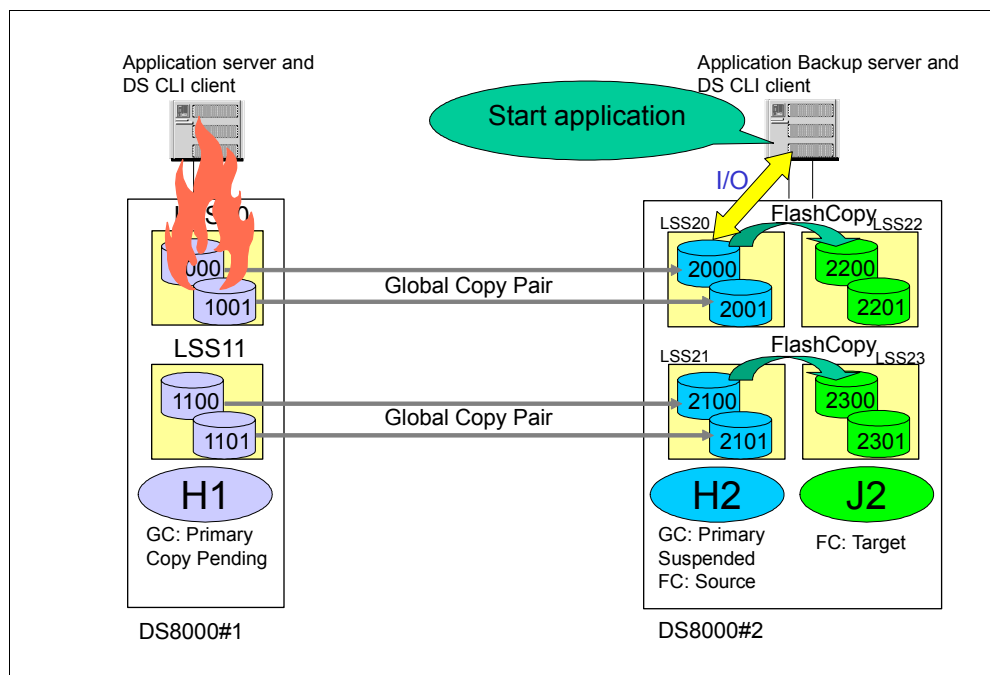 Application server and
DS CLI client
Application Backup server and
DS CLI client
Start application
I/O
LSS20
FlashCopy
LSS22
000
1001
Global Copy Pair
2000
2001
2200
2201
LSS11
LSS21
FlashCopy
LSS23
1100
1101
Global Copy Pair
2100
2101
2300
2301
H1
H2
J2
GC: Primary
Copy Pending
GC: Primary
Suspended
FC: Source
FC: Target
DS8000#1
DS8000#2